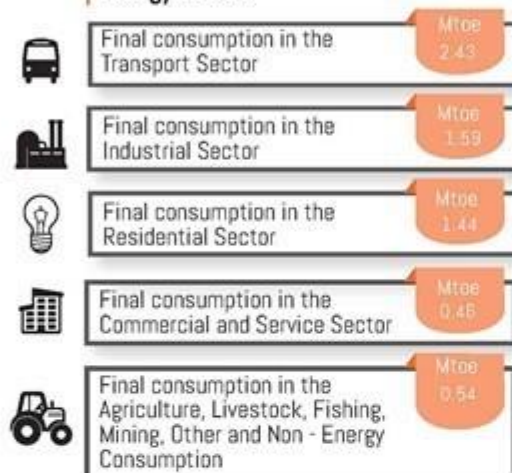 Final consumption in the
Transport Sector
Mtoe
2.43
Final consumption in the
Industrial Sector
Mtoe
1.59
Final consumption in the
Residential Sector
Mtoe
1.44
Final consumption in the
Commercial and Service Sector
Mtoe
Final consumption in the
Agriculture, Livestock, Fishing,
Mining, Other and Non - Energy
Consumption
Mtoe
0.54